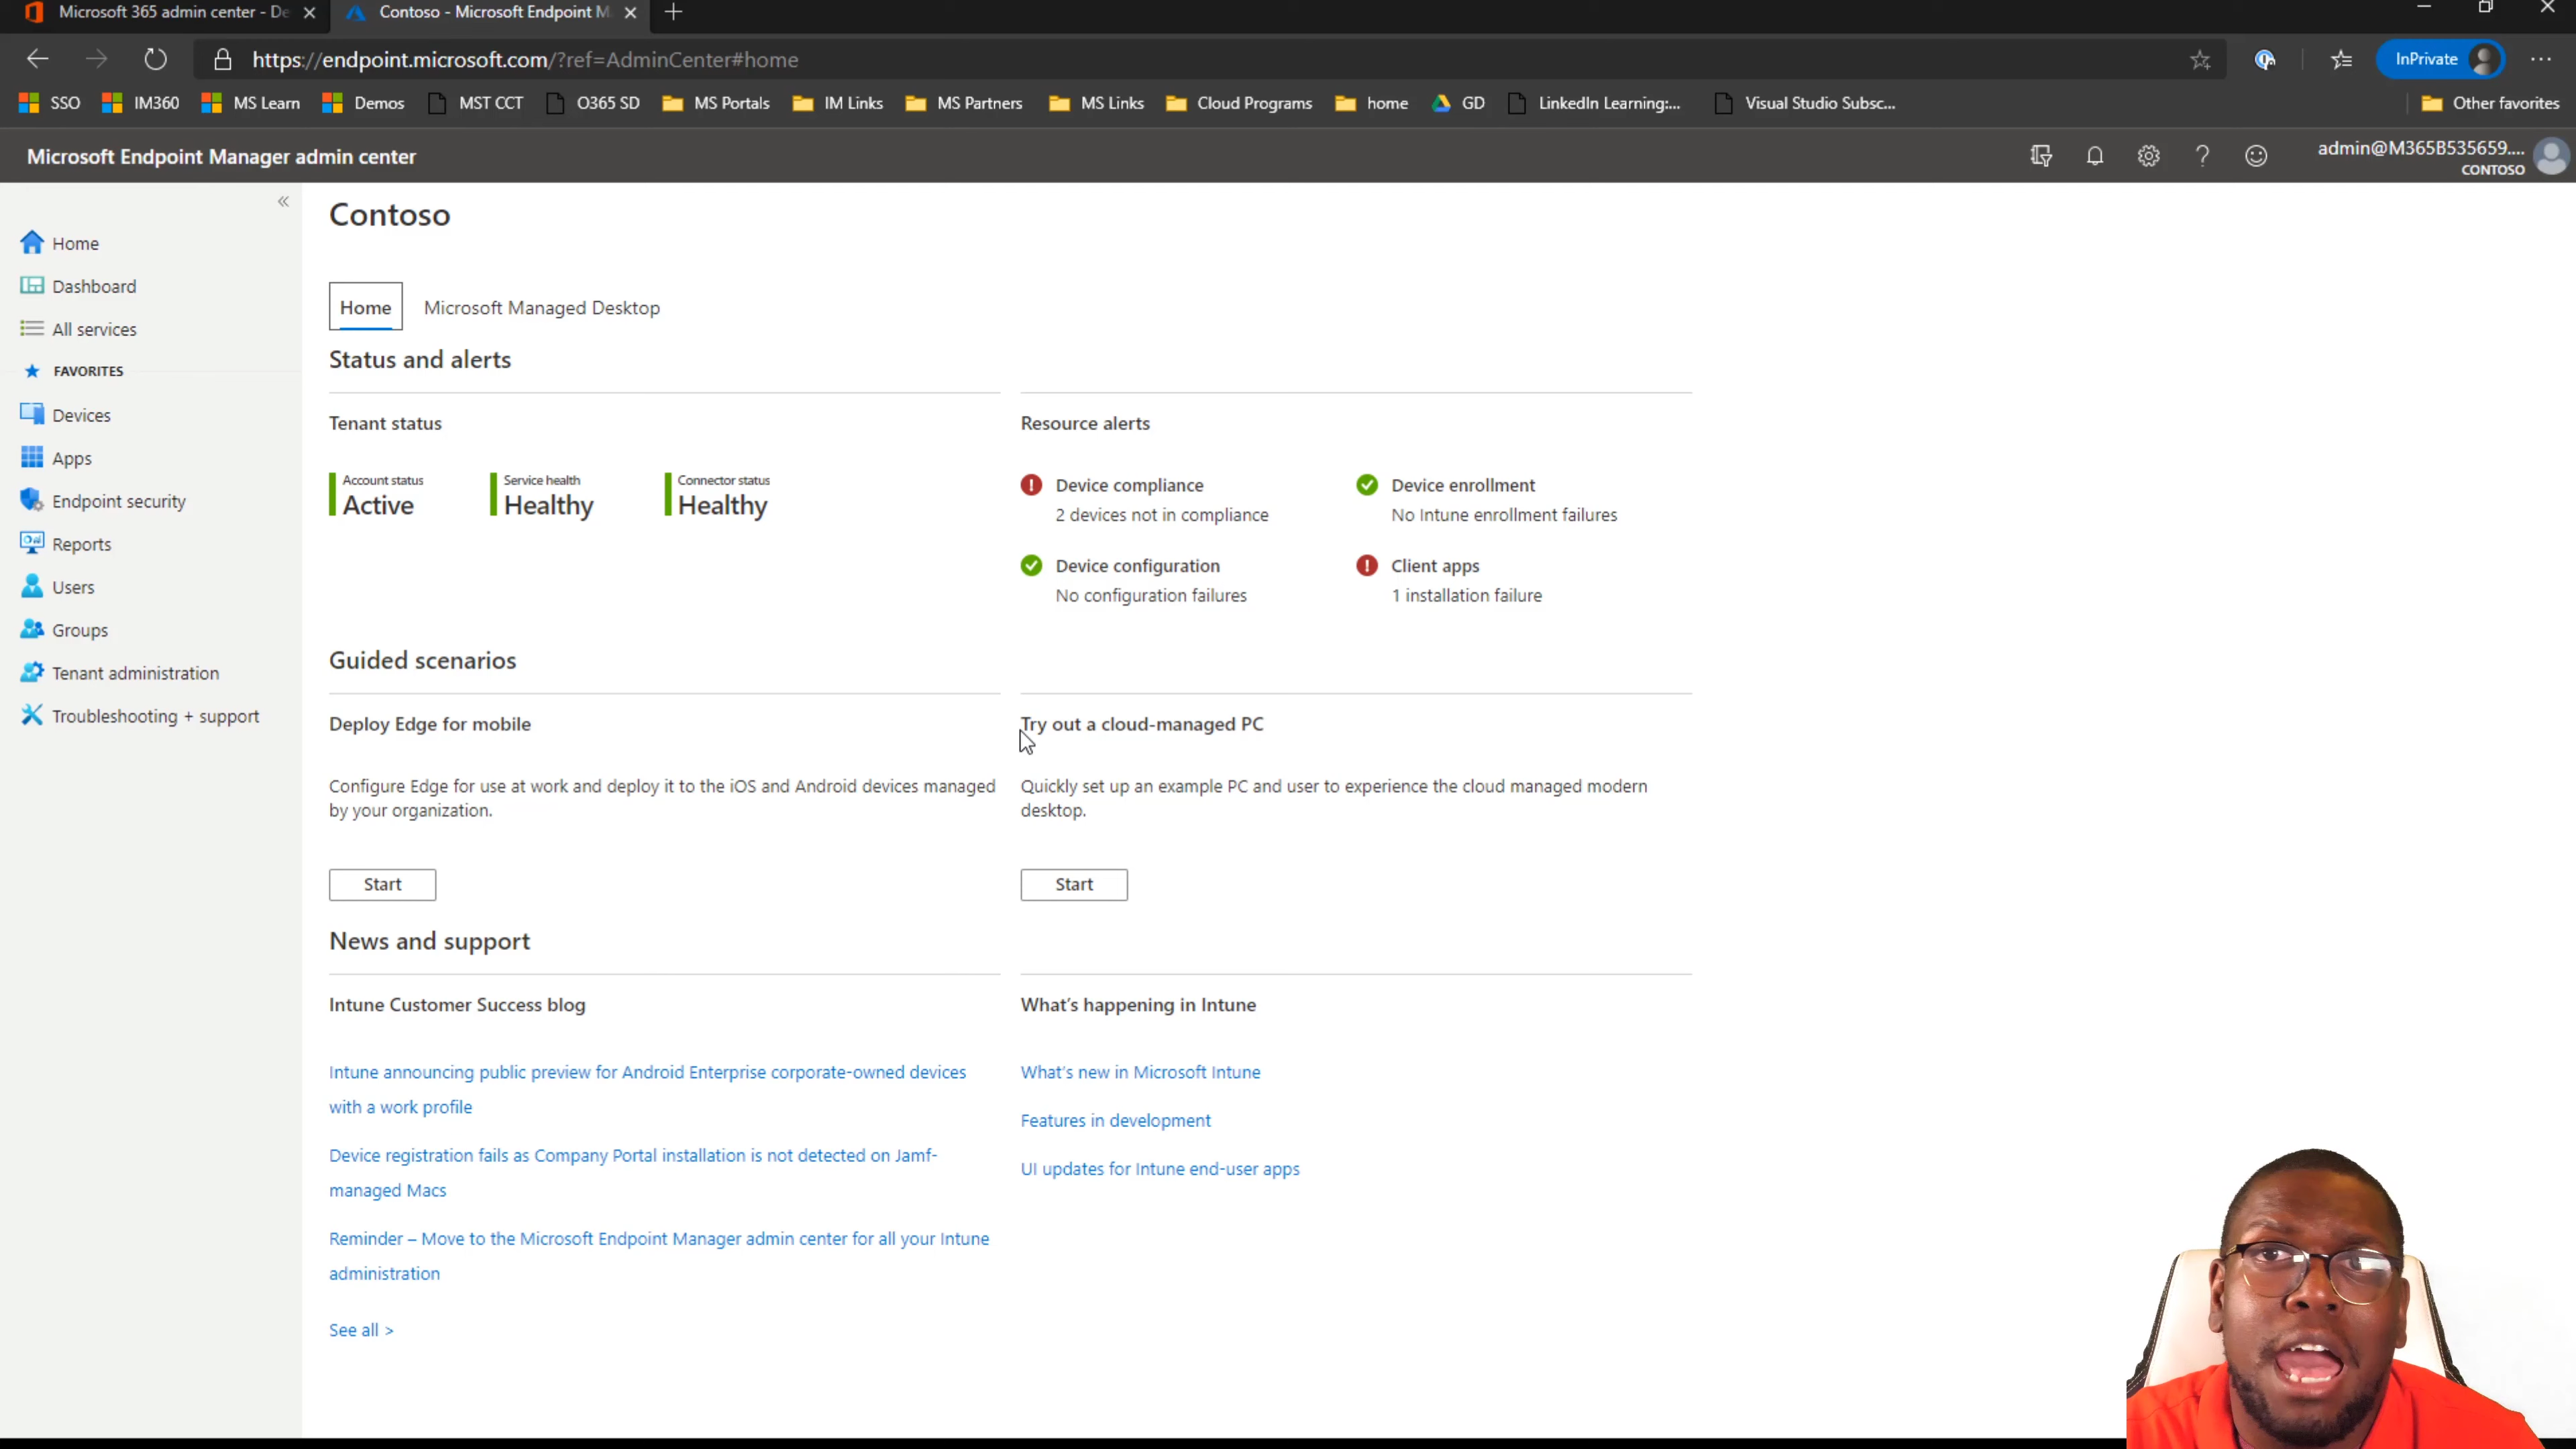 Microsoft 365 admin center - De
Contoso - Microsoft Endpoint M
https://endpoint.microsoft.com/?ref=AdminCenter#home
InPrivate
SSO IM360 MS Learn Demos MST CCT O365 SD MS Portals IM Links MS Partners MS Links Cloud Programs home GD LinkedIn Learning:... Visual Studio Subsc... Other favorites
Microsoft Endpoint Manager admin center
admin@M365B535659....
CONTOSO
Home
Dashboard
All services
FAVORITES
Devices
Apps
Endpoint security
Reports
Users
Groups
Tenant administration
Troubleshooting + support
Contoso
Home Microsoft Managed Desktop
Status and alerts
Tenant status
Account status
Active
Service health
Healthy
Connector status
Healthy
Resource alerts
Device compliance
2 devices not in compliance
Device enrollment
No Intune enrollment failures
Device configuration
No configuration failures
Client apps
1 installation failure
Guided scenarios
Deploy Edge for mobile
Configure Edge for use at work and deploy it to the iOS and Android devices managed
by your organization.
Start
Try out a cloud-managed PC
Quickly set up an example PC and user to experience the cloud managed modern
desktop.
Start
News and support
Intune Customer Success blog
Intune announcing public preview for Android Enterprise corporate-owned devices
with a work profile
Device registration fails as Company Portal installation is not detected on Jamf-
managed Macs
Reminder – Move to the Microsoft Endpoint Manager admin center for all your Intune
administration
See all >
What's happening in Intune
What's new in Microsoft Intune
Features in development
UI updates for Intune end-user apps